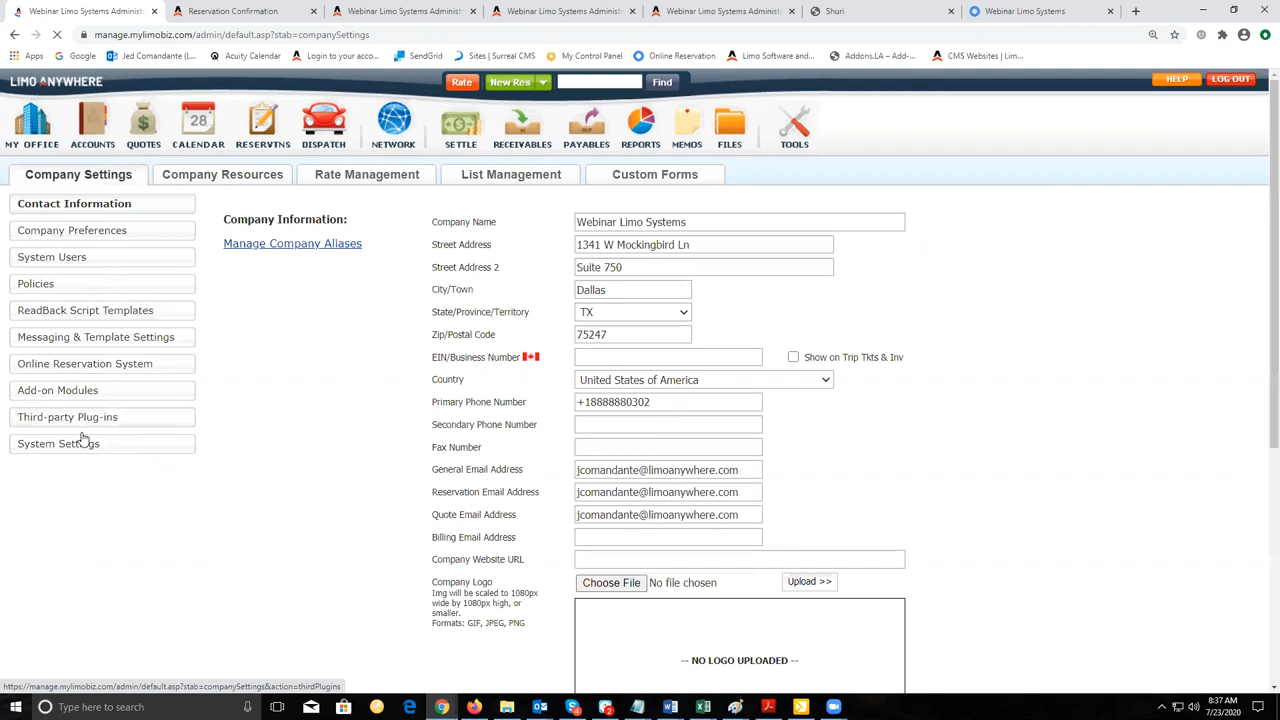 Webinar Limo Systems Administ
Reservation Confirmation
Webinar Limo Systems Administ
Webinar Limo Systems Administ
Webinar Limo Systems Administ
Shuri
Webinar Limo Systems
manage.mylimobiz.com/admin/default.asp?stab=companySettings
Apps
Gett
Jed Comandante (...
Acuity Calendar
Login to your accou...
SendGrid
Sites | Surreal CMS
My Control Panel
Online Reservation
Limo Software and...
Addons.LA – Add-...
CMS Websites | Lim...
LIMO ANYWHERE
Rate
New Res
Find
HELP
LOG OUT
28
MY OFFICE
ACCOUNTS
QUOTES
CALENDAR
RESERVTNS
DISPATCH
NETWORK
SETTLE
RECEIVABLES
PAYABLES
REPORTS
MEMOS
FILES
TOOLS
Company Settings
Company Resources
Rate Management
List Management
Custom Forms
Contact Information
Company Preferences
System Users
Policies
ReadBack Script Templates
Messaging & Template Settings
Online Reservation System
Add-on Modules
Third-party Plug-ins
System Settings
Company Information:
Manage Company Aliases
Company Name
Webinar Limo Systems
Street Address
1341 W Mockingbird Ln
Street Address 2
Suite 750
City/Town
Dallas
State/Province/Territory
TX
Zip/Postal Code
75247
EIN/Business Number
Show on Trip Tkts & Inv
Country
United States of America
Primary Phone Number
+18888880302
Secondary Phone Number
Fax Number
General Email Address
jcomandante@limoanywhere.com
Reservation Email Address
jcomandante@limoanywhere.com
Quote Email Address
jcomandante@limoanywhere.com
Billing Email Address
Company Website URL
Company Logo
Img will be scaled to 1080px
wide by 1080px high, or
smaller.
Formats: GIF, JPEG, PNG
Choose File
No file chosen
Upload >>
-- NO LOGO UPLOADED --
https://manage.mylimobiz.com/admin/default.asp?stab=companySettings&action=thirdPlugins
Type here to search
8:37 AM
7/23/2020